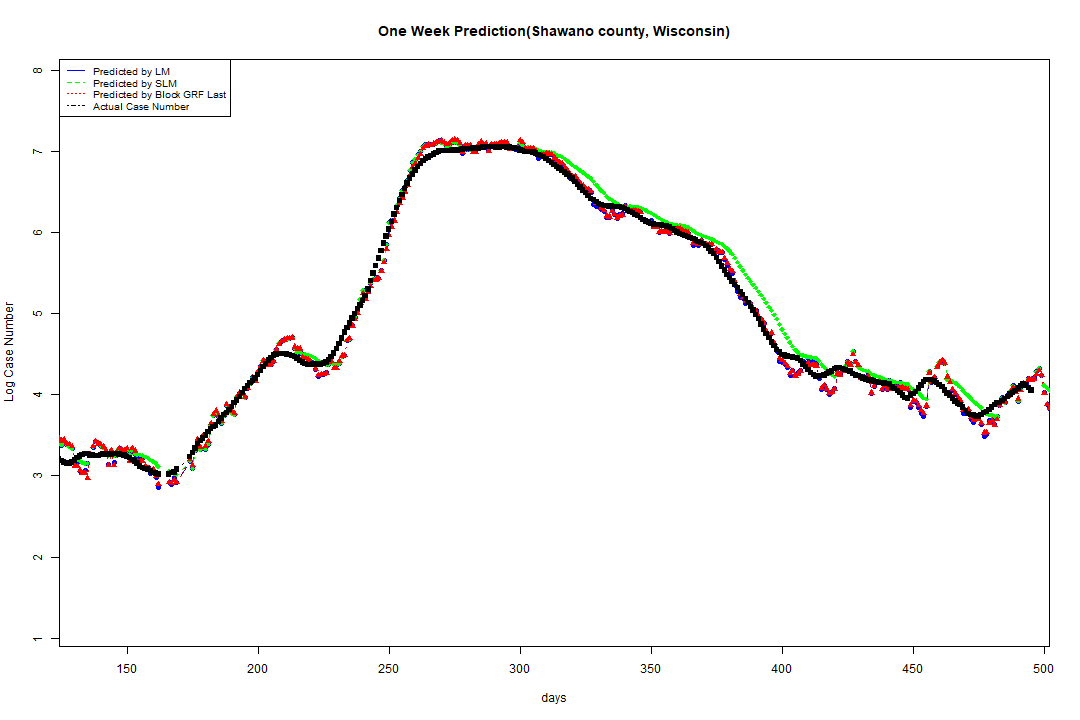 One Week Prediction(Shawano county, Wisconsin)
Predicted by LM
Predicted by SLM
Predicted by Block GRF Last
Actual Case Number
8
7
6
5
4
3
2
1
Log Case Number
150 200 250 300 350 400 450 500
days